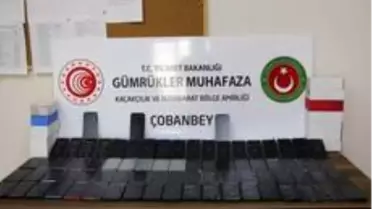 T.C. TİCARET BAKANLIĞI
GÜMRÜKLER MUHAFAZA
KAÇAKÇILIK VE İSTİHBARAT BÖLGE AMİRLİĞİ
ÇOBANBEY